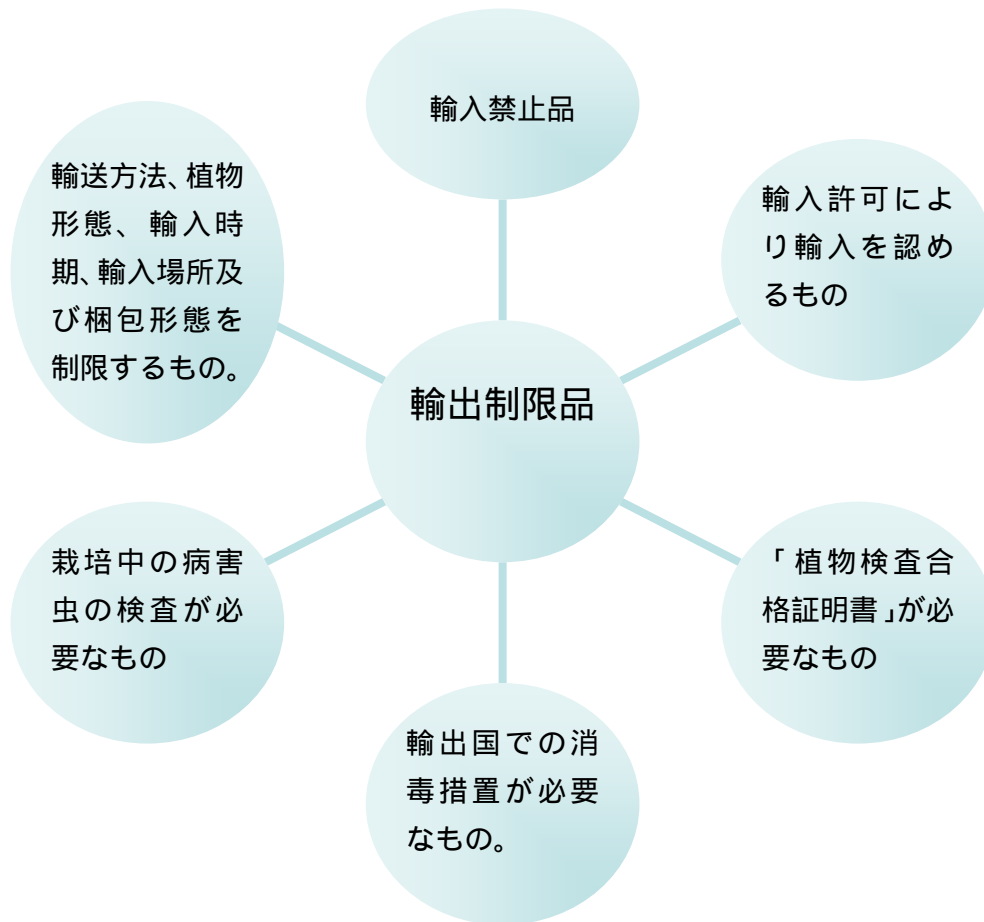 輸入禁止品
輸入許可によ
り輸入を認め
るもの
「植物検査合
格証明書」が必
要なもの
輸出国での消
毒措置が必要
なもの。
栽培中の病害
虫の検査が必
要なもの
輸送方法、植物
形態、輸入時
期、輸入場所及
び梱包形態を
制限するもの。
輸出制限品